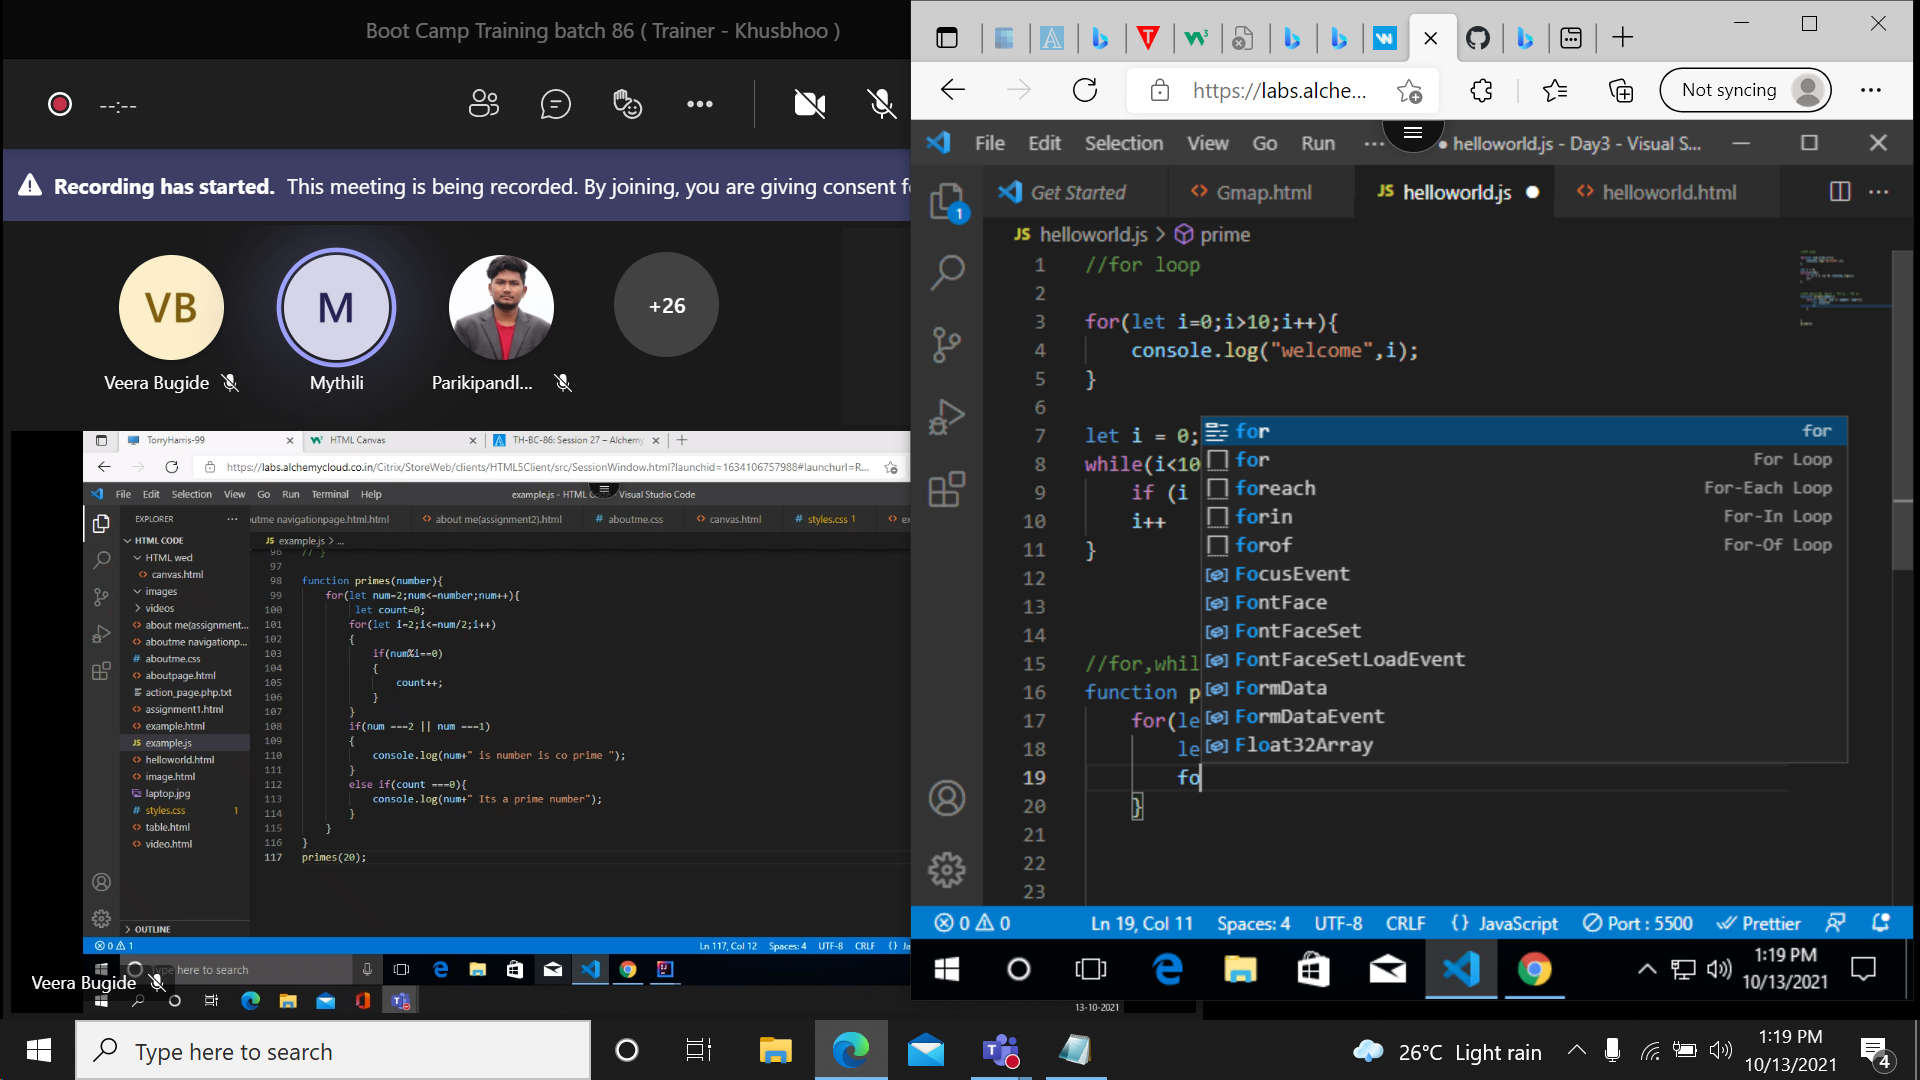 Boot Camp Training batch 86 ( Trainer - Khusbhoo )
--:--
Recording has started. This meeting is being recorded. By joining, you are giving consent f
VB
M
+26
Veera Bugide
Mythili
Parikipandl...
TorryHarris-99
HTML Canvas
TH-BC-86: Session 27 – Alchemy
https://labs.alchemycloud.co.in/Citrix/StoreWeb/clients/HTML5Client/src/SessionWindow.html?launchid=1634106757988#launchurl=R...
File Edit Selection View Go Run Terminal Help
example.js - HTML
Visual Studio Code
EXPLORER
utme navigationpage.html.html
about me(assignment2).html
aboutme.css
canvas.html
styles.css 1
ex
HTML CODE
HTML wed
canvas.html
images
videos
about me(assignment...
aboutme navigationp...
aboutme.css
aboutpage.html
action_page.php.txt
assignment1.html
example.html
example.js
helloworld.html
image.html
laptop.jpg
styles.css 1
table.html
video.html
OUTLINE
example.js > ...
96 // }
97
98 function primes(number){
99 for(let num=2;num<=number;num++){
100 let count=0;
101 for(let i=2;i<=num/2;i++)
102 {
103 if(num%i==0)
104 {
105 count++;
106 }
107 }
108 if(num ===2 || num ===1)
109 {
110 console.log(num+" is number is co prime ");
111 }
112 else if(count ===0){
113 console.log(num+" Its a prime number");
114 }
115 }
116 }
117 primes(20);
0 1
Ln 117, Col 12 Spaces: 4 UTF-8 CRLF {} Ja
Type here to search
Veera Bugide
13-10-2021
https://labs.alche...
Not syncing
File Edit Selection View Go Run ...
helloworld.js - Day3 - Visual S...
1
Get Started
Gmap.html
JS helloworld.js
helloworld.html
JS helloworld.js > prime
1 //for loop
2
3 for(let i=0;i>10;i++){
4 console.log("welcome",i);
5 }
6
7 let i = 0;
8 while(i<10
9 if (i
10 i++
11 }
12
13
14
15 //for,whil
16 function p
17 for(le
18 le
19 fo
20 }
21
22
23
for for
for For Loop
foreach For-Each Loop
forin For-In Loop
forof For-Of Loop
FocusEvent
FontFace
FontFaceSet
FontFaceSetLoadEvent
FormData
FormDataEvent
Float32Array
0 0
Ln 19, Col 11 Spaces: 4 UTF-8 CRLF {} JavaScript Port : 5500 Prettier
1:19 PM
10/13/2021
Type here to search
26°C Light rain
1:19 PM
10/13/2021
4